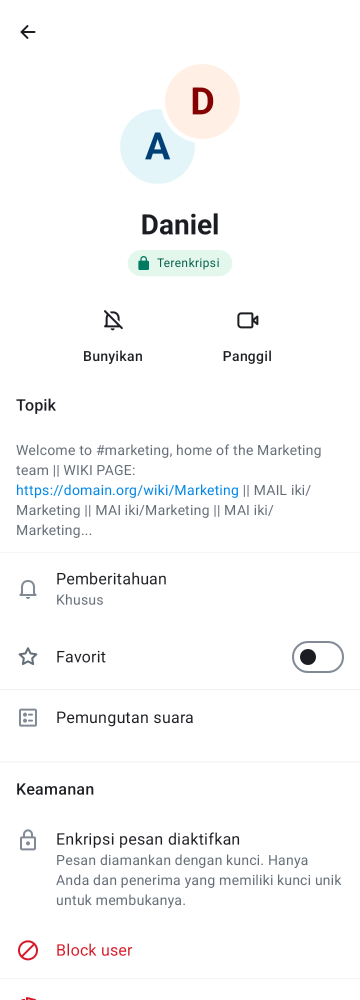 D
A
Daniel
Terenkripsi
Bunyikan
Panggil
Topik
Welcome to #marketing, home of the Marketing
team || WIKI PAGE:
https://domain.org/wiki/Marketing || MAIL iki/
Marketing || MAI iki/Marketing || MAI iki/
Marketing...
Pemberitahuan
Khusus
Favorit
Pemungutan suara
Keamanan
Enkripsi pesan diaktifkan
Pesan diamankan dengan kunci. Hanya
Anda dan penerima yang memiliki kunci unik
untuk membukanya.
Block user